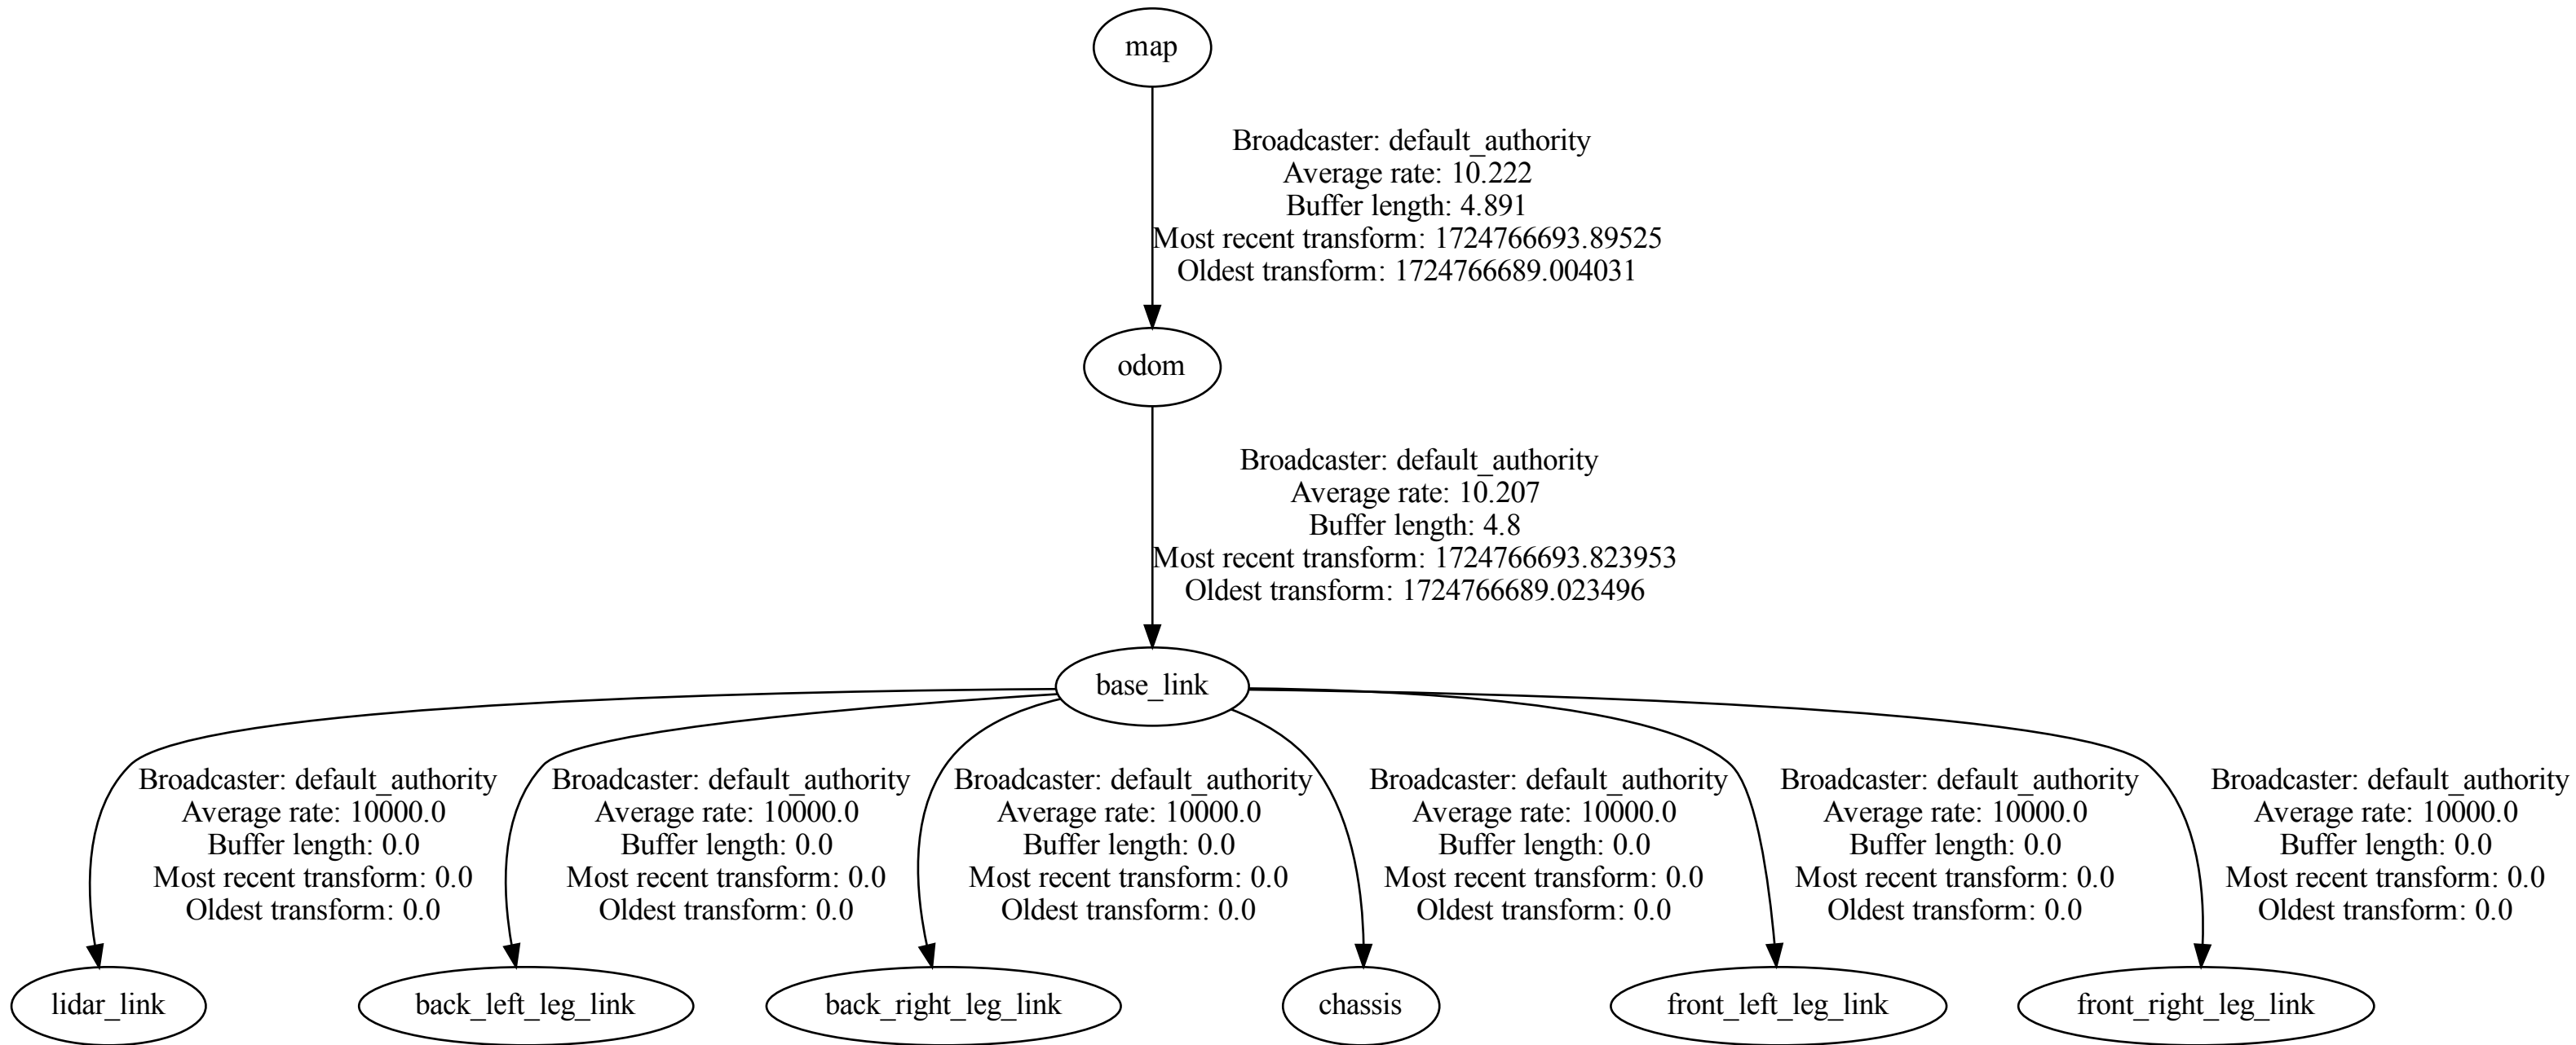 map
Broadcaster: default_authority
Average rate: 10.222
Buffer length: 4.891
Most recent transform: 1724766693.89525
Oldest transform: 1724766689.004031
odom
Broadcaster: default_authority
Average rate: 10.207
Buffer length: 4.8
Most recent transform: 1724766693.823953
Oldest transform: 1724766689.023496
base_link
Broadcaster: default_authority
Average rate: 10000.0
Buffer length: 0.0
Most recent transform: 0.0
Oldest transform: 0.0
Broadcaster: default_authority
Average rate: 10000.0
Buffer length: 0.0
Most recent transform: 0.0
Oldest transform: 0.0
Broadcaster: default_authority
Average rate: 10000.0
Buffer length: 0.0
Most recent transform: 0.0
Oldest transform: 0.0
Broadcaster: default_authority
Average rate: 10000.0
Buffer length: 0.0
Most recent transform: 0.0
Oldest transform: 0.0
Broadcaster: default_authority
Average rate: 10000.0
Buffer length: 0.0
Most recent transform: 0.0
Oldest transform: 0.0
Broadcaster: default_authority
Average rate: 10000.0
Buffer length: 0.0
Most recent transform: 0.0
Oldest transform: 0.0
lidar_link
back_left_leg_link
back_right_leg_link
chassis
front_left_leg_link
front_right_leg_link